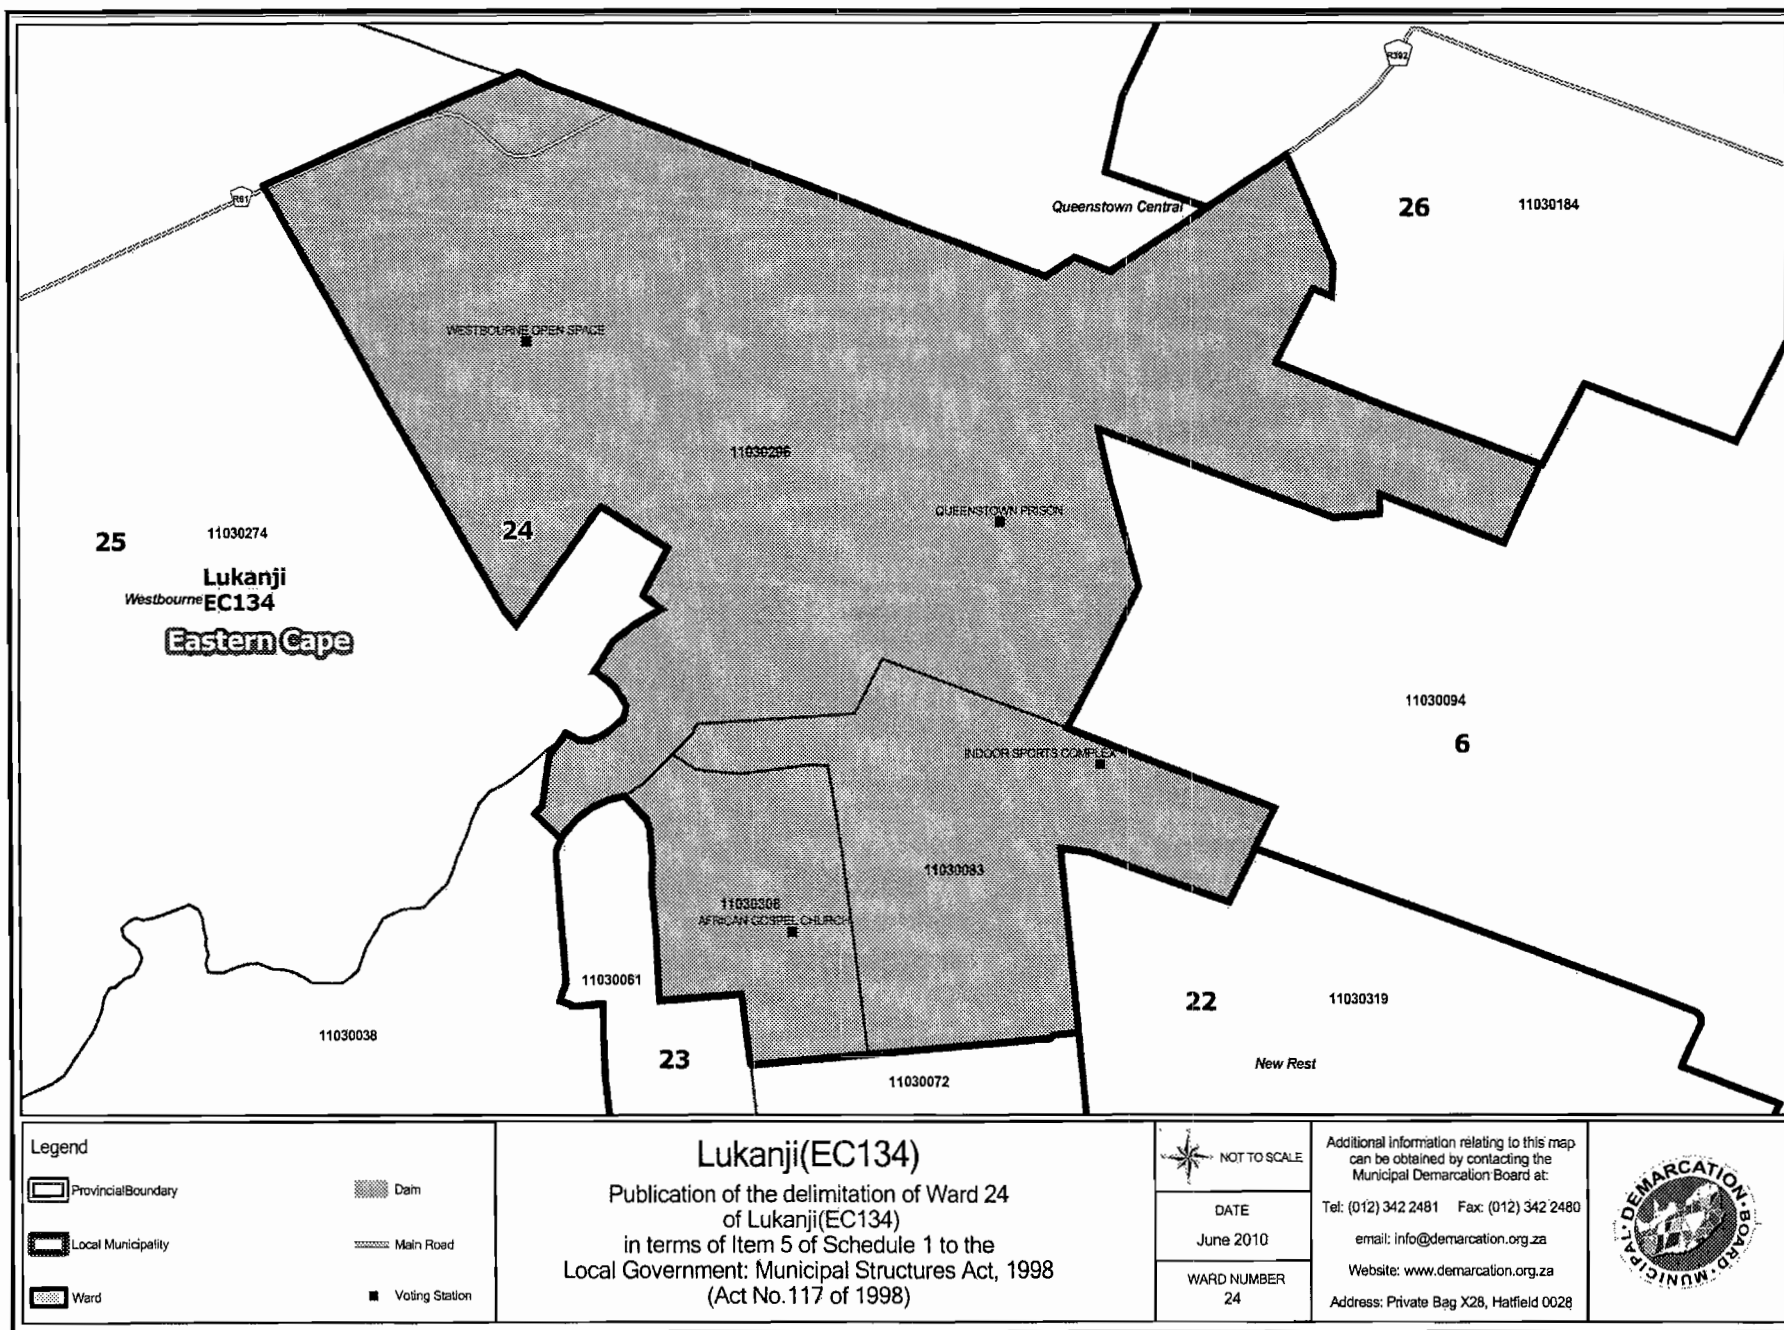 R392
Queenstown Central
26
11030184
R61
WESTBOURNE OPEN SPACE
11030296
QUEENSTOWN PRISON
24
25
11030274
Lukanji
Westbourne
EC134
Eastern Cape
11030094
6
INDOOR SPORTS COMPLEX
11030083
11030308
AFRICAN GOSPEL CHURCH
11030061
22
11030319
11030038
23
New Rest
11030072
Legend
ProvincialBoundary
Dam
Local Municipality
Main Road
Ward
Voting Station
Lukanji(EC134)
Publication of the delimitation of Ward 24
of Lukanji(EC134)
in terms of Item 5 of Schedule 1 to the
Local Government: Municipal Structures Act, 1998
(Act No.117 of 1998)
NOT TO SCALE
DATE
June 2010
WARD NUMBER
24
Additional information relating to this map
can be obtained by contacting the
Municipal Demarcation Board at:
Tel: (012) 342 2481 Fax: (012) 342 2480
email: info@demarcation.org.za
Website: www.demarcation.org.za
Address: Private Bag X28, Hatfield 0028
MUNICIPAL • DEMARCATION • BOARD •